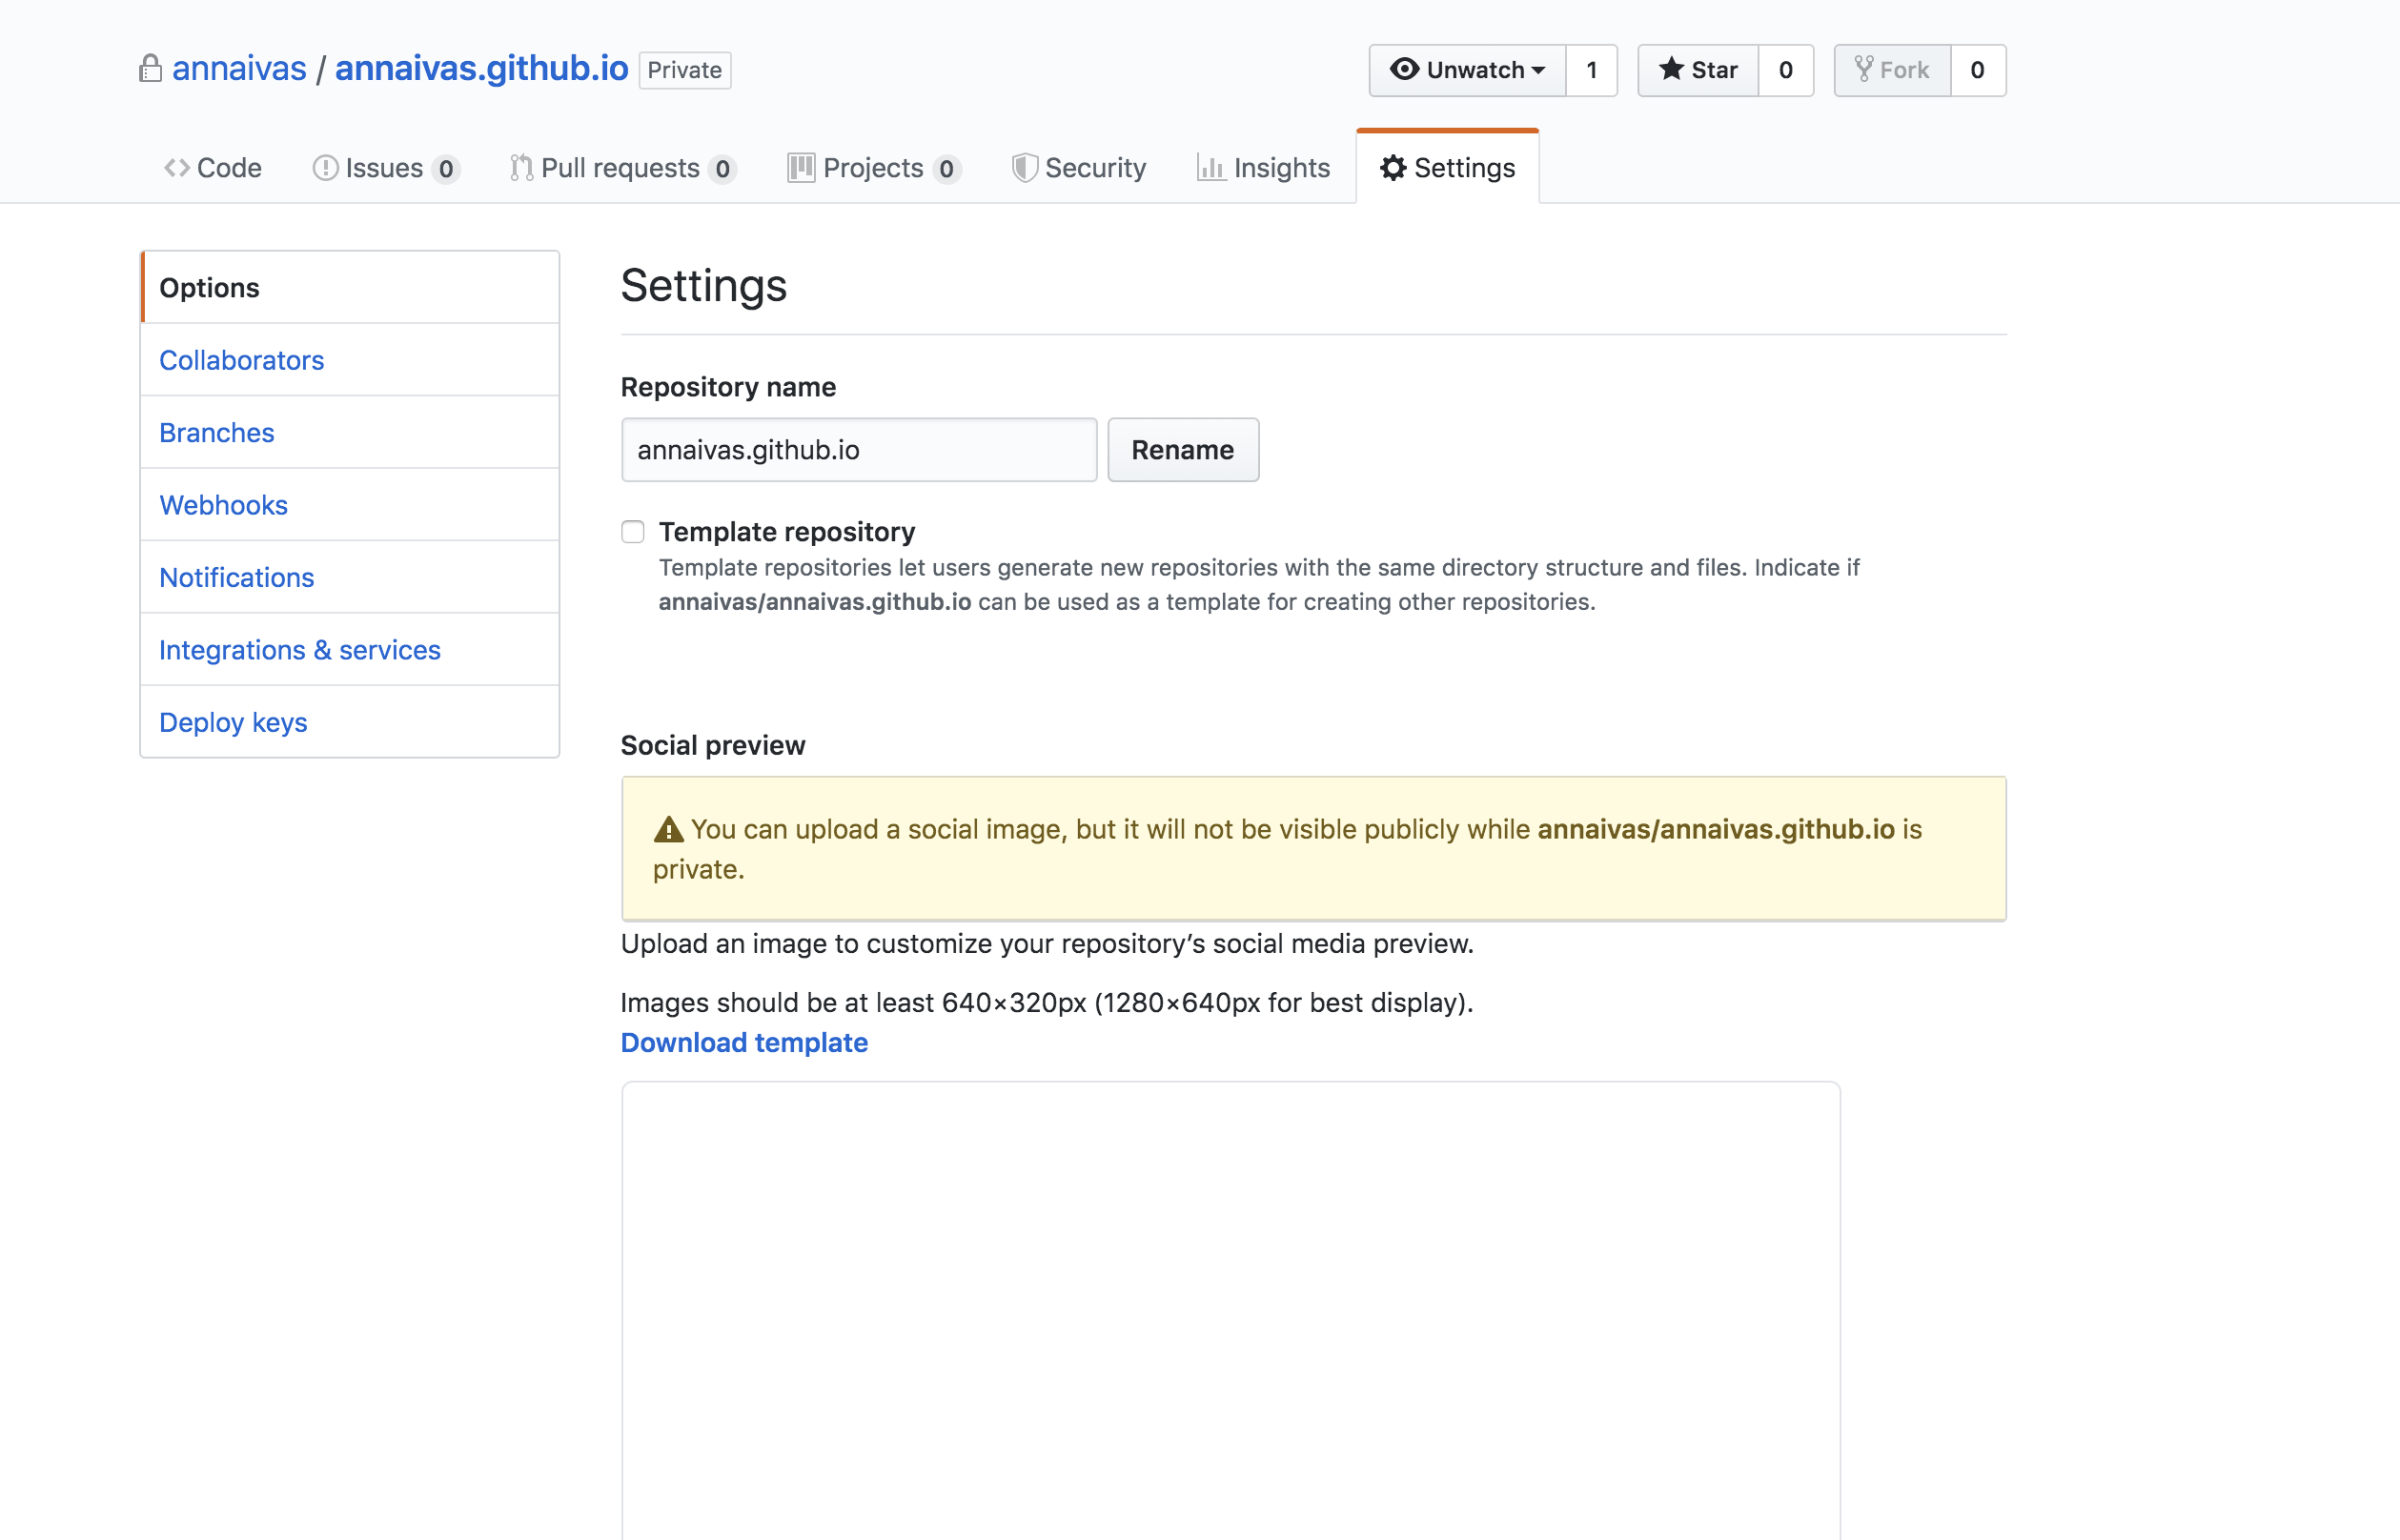 annaivas / annaivas.github.io Private
Unwatch 1 Star 0 Fork 0
Code Issues 0 Pull requests 0 Projects 0 Security Insights Settings
Options
Collaborators
Branches
Webhooks
Notifications
Integrations & services
Deploy keys
Settings
Repository name
annaivas.github.io Rename
Template repository
Template repositories let users generate new repositories with the same directory structure and files. Indicate if
annaivas/annaivas.github.io can be used as a template for creating other repositories.
Social preview
You can upload a social image, but it will not be visible publicly while annaivas/annaivas.github.io is
private.
Upload an image to customize your repository’s social media preview.
Images should be at least 640×320px (1280×640px for best display).
Download template